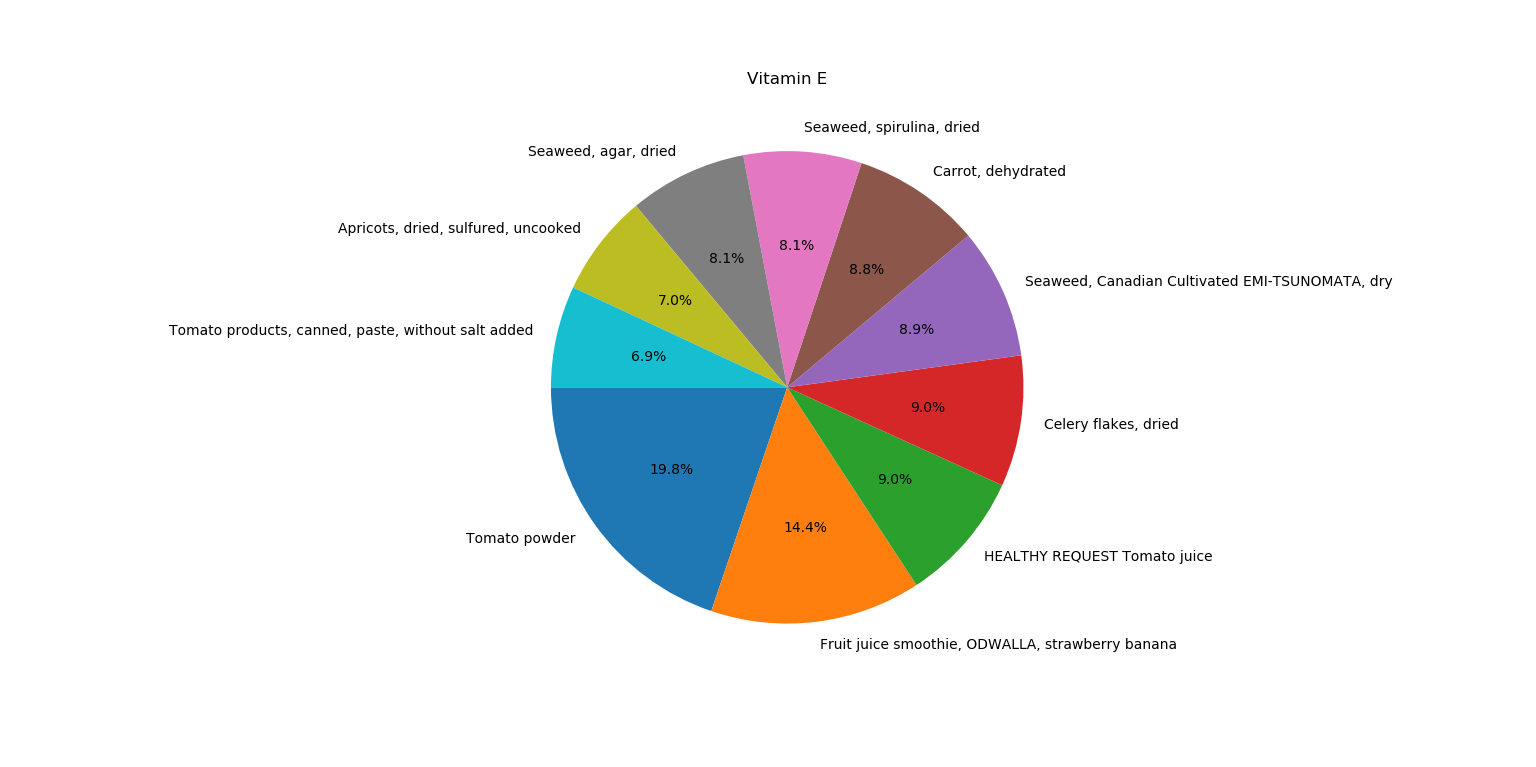 Vitamin E
Seaweed, spirulina, dried
Seaweed, agar, dried
Carrot, dehydrated
Apricots, dried, sulfured, uncooked
8.1%
8.1%
8.8%
Seaweed, Canadian Cultivated EMI-TSUNOMATA, dry
7.0%
Tomato products, canned, paste, without salt added
8.9%
6.9%
9.0%
Celery flakes, dried
19.8%
9.0%
14.4%
Tomato powder
HEALTHY REQUEST Tomato juice
Fruit juice smoothie, ODWALLA, strawberry banana